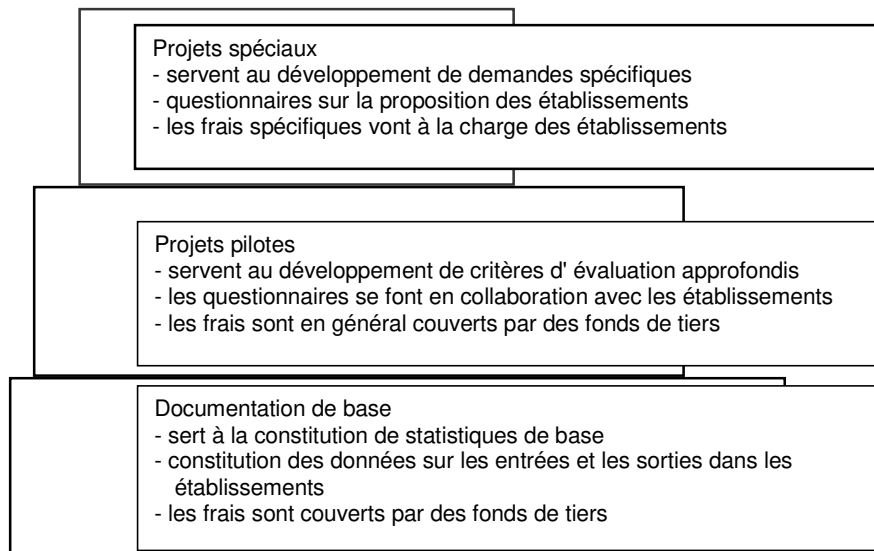 Projets spéciaux
- servent au développement de demandes spécifiques
- questionnaires sur la proposition des établissements
- les frais spécifiques vont à la charge des établissements
Projets pilotes
- servent au développement de critères d' évaluation approfondis
- les questionnaires se font en collaboration avec les établissements
- les frais sont en général couverts par des fonds de tiers
Documentation de base
- sert à la constitution de statistiques de base
- constitution des données sur les entrées et les sorties dans les
établissements
- les frais sont couverts par des fonds de tiers